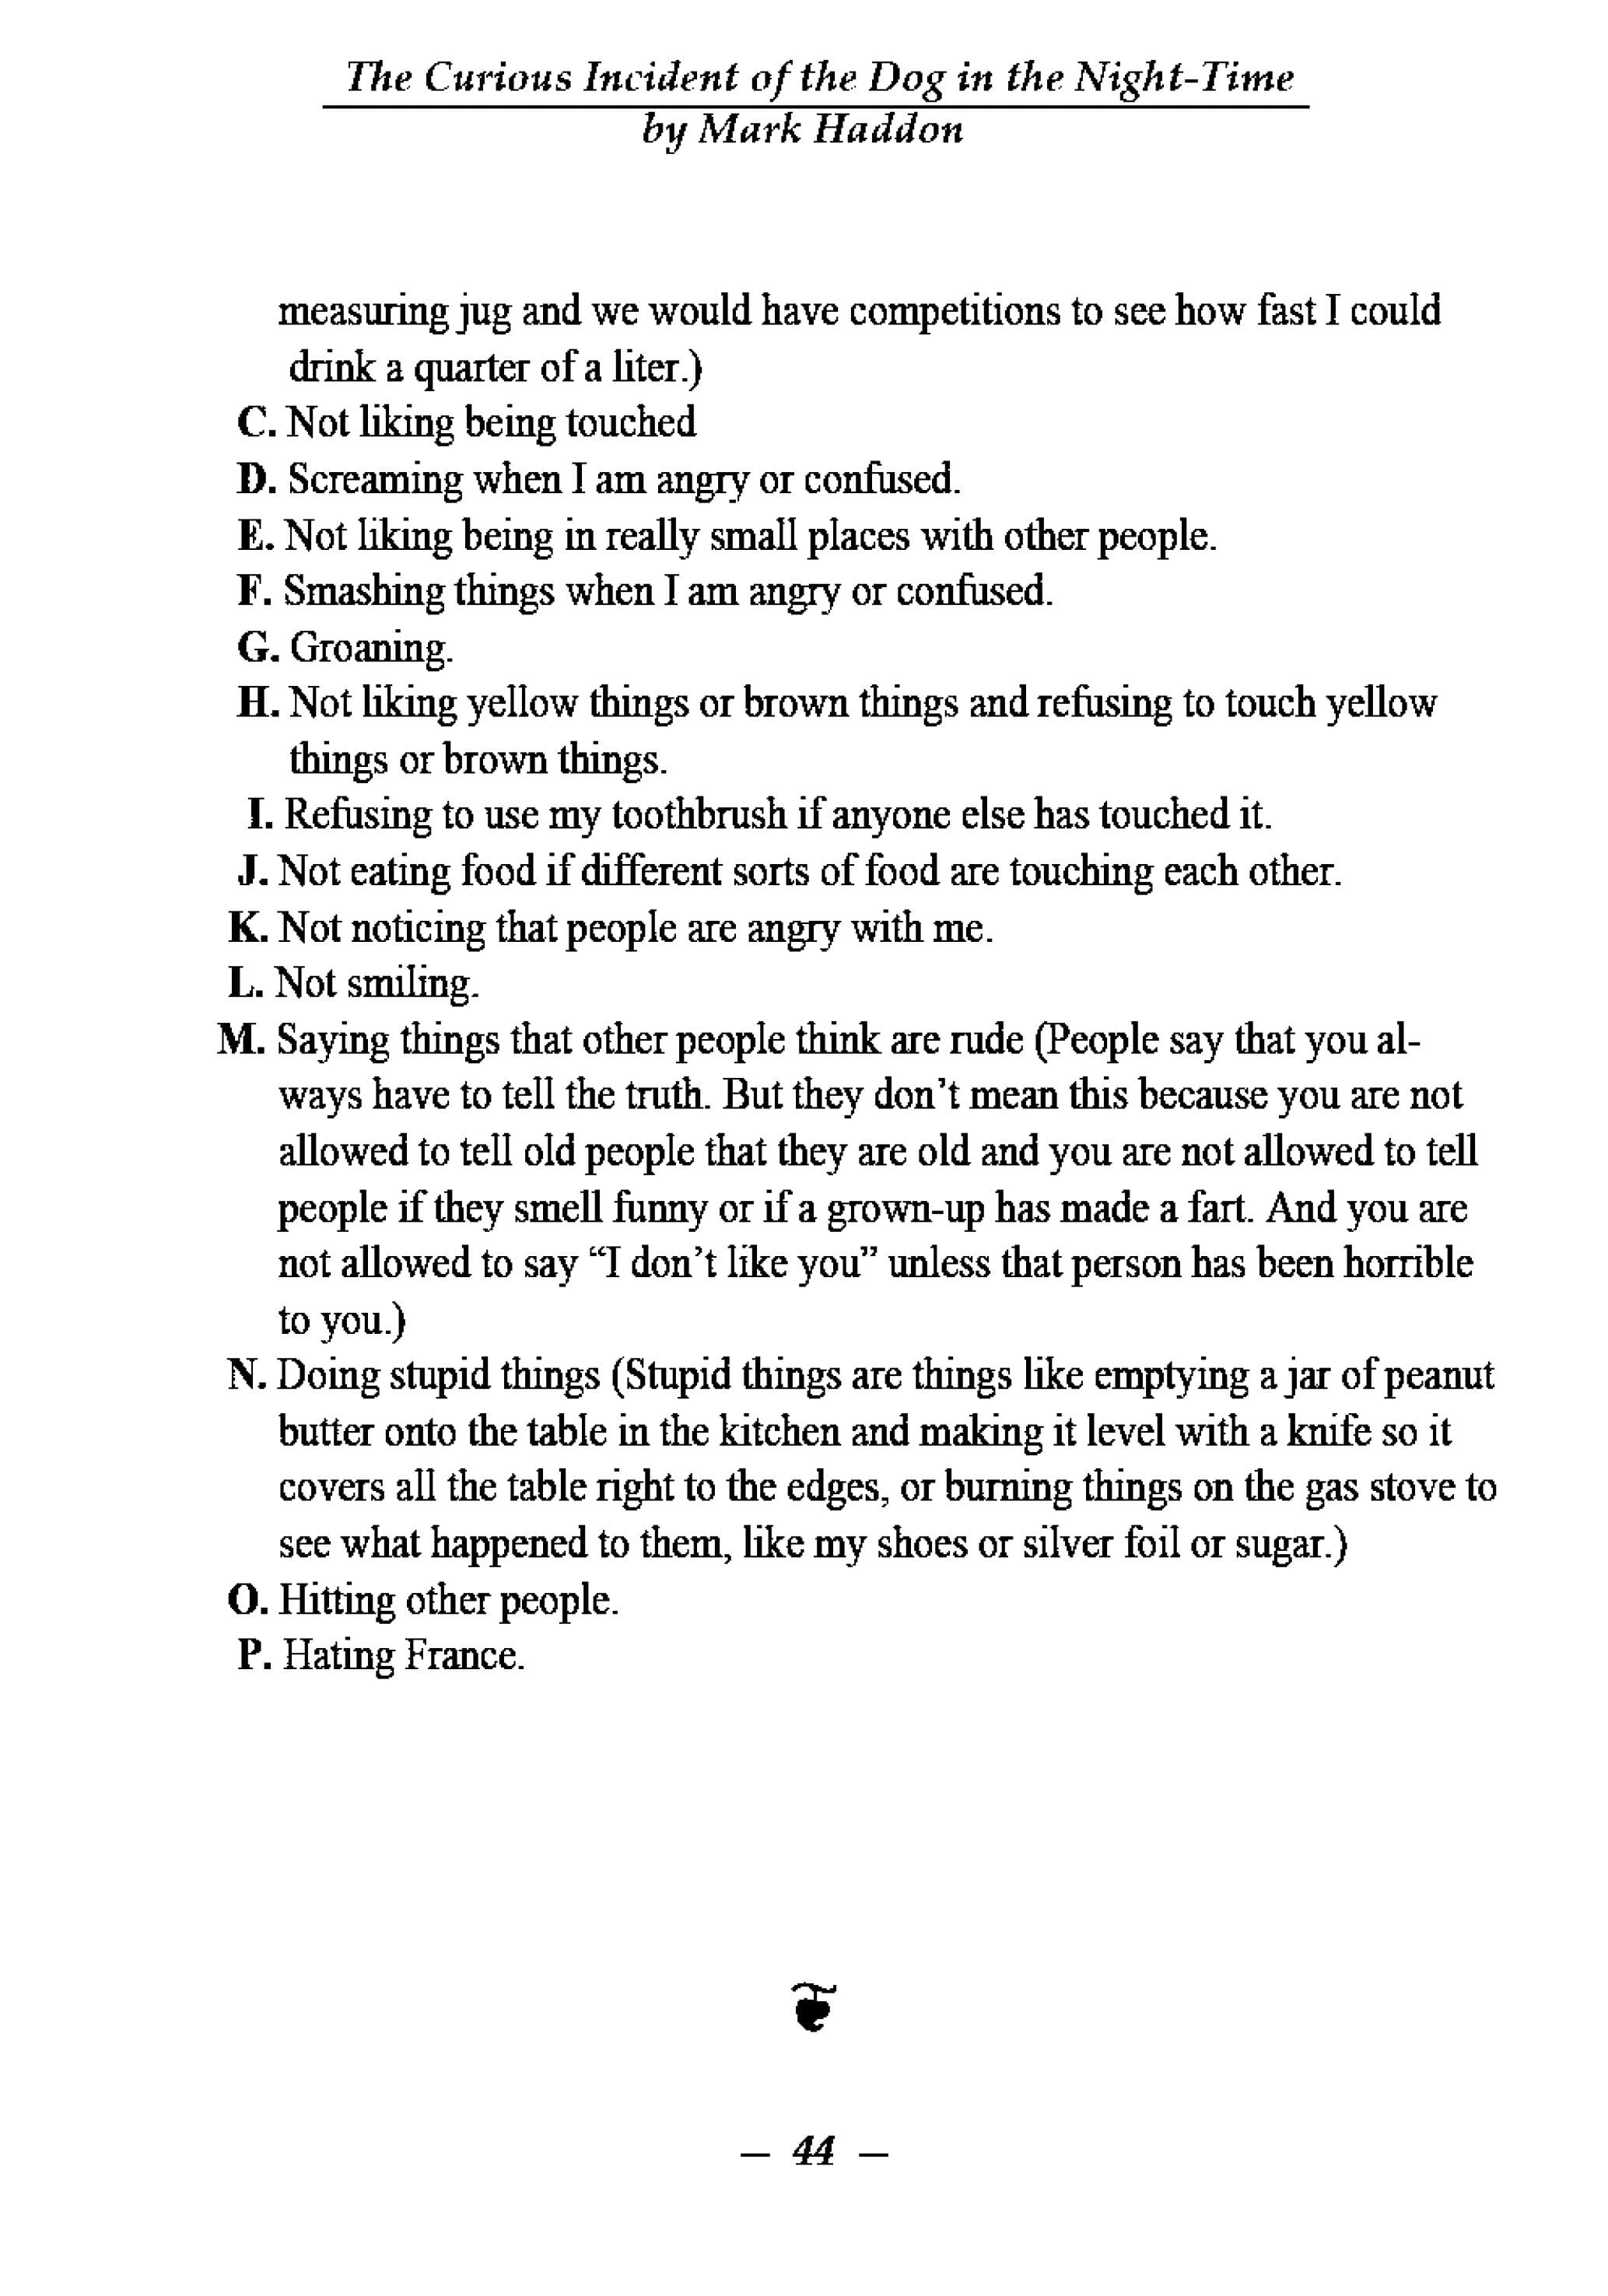 The Curious Incident of the Dog in the Night-Time
by Mark Haddon
measuring jug and we would have competitions to see how fast I could
drink a quarter of a liter.)
C. Not liking being touched
D. Screaming when I am angry or confused.
E. Not liking being in really small places with other people.
F. Smashing things when I am angry or confused.
G. Groaning.
H. Not liking yellow things or brown things and refusing to touch yellow
things or brown things.
I. Refusing to use my toothbrush if anyone else has touched it.
J. Not eating food if different sorts of food are touching each other.
K. Not noticing that people are angry with me.
L. Not smiling.
M. Saying things that other people think are rude (People say that you al-
ways have to tell the truth. But they don’t mean this because you are not
allowed to tell old people that they are old and you are not allowed to tell
people if they smell funny or if a grown-up has made a fart. And you are
not allowed to say “I don’t like you” unless that person has been horrible
to you.)
N. Doing stupid things (Stupid things are things like emptying a jar of peanut
butter onto the table in the kitchen and making it level with a knife so it
covers all the table right to the edges, or burning things on the gas stove to
see what happened to them, like my shoes or silver foil or sugar.)
O. Hitting other people.
P. Hating France.
– 44 –